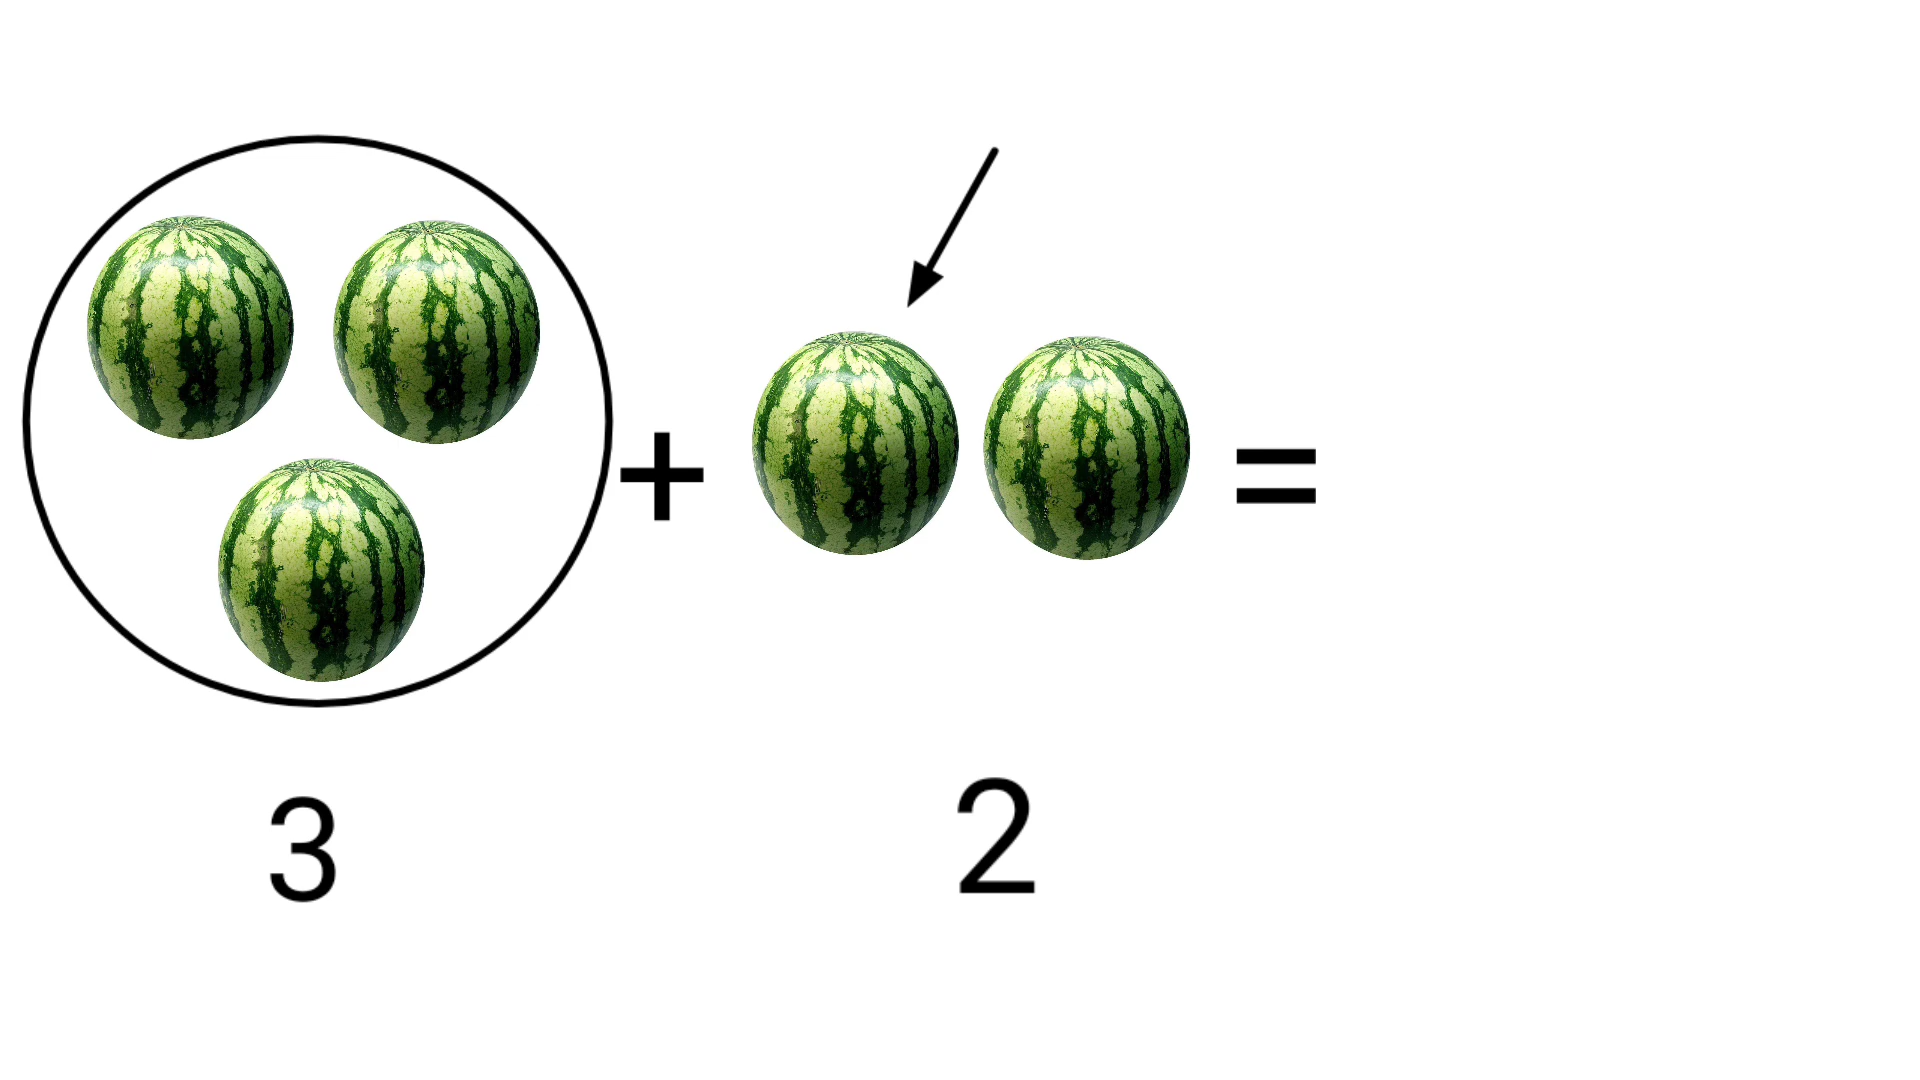 + =
3 2